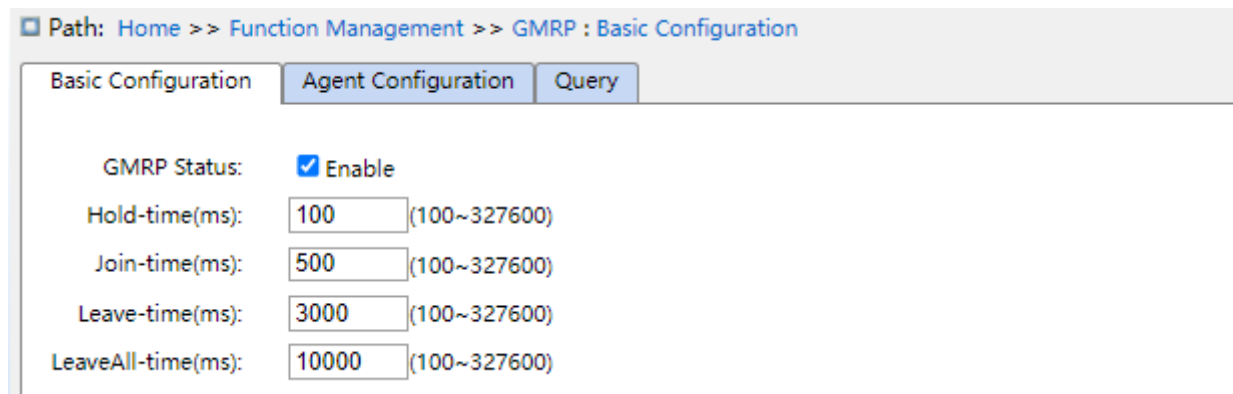 Path: Home >> Function Management >> GMRP : Basic Configuration
Basic Configuration Agent Configuration Query
GMRP Status: Enable
Hold-time(ms): 100 (100~327600)
Join-time(ms): 500 (100~327600)
Leave-time(ms): 3000 (100~327600)
LeaveAll-time(ms): 10000 (100~327600)